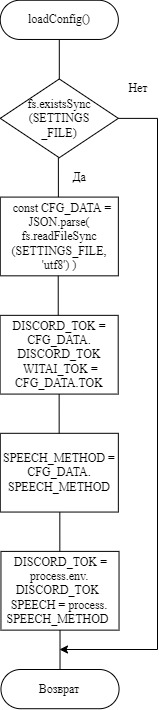 loadConfig()
Нет
fs.existsSync
(SETTINGS
_FILE)
Да
const CFG_DATA =
JSON.parse(
fs.readFileSync
(SETTINGS_FILE,
'utf8') )
DISCORD_TOK =
CFG_DATA.
DISCORD_TOK
WITAI_TOK =
CFG_DATA.TOK
SPEECH_METHOD =
CFG_DATA.
SPEECH_METHOD
DISCORD_TOK =
process.env.
DISCORD_TOK
SPEECH = process.
SPEECH_METHOD
Возврат